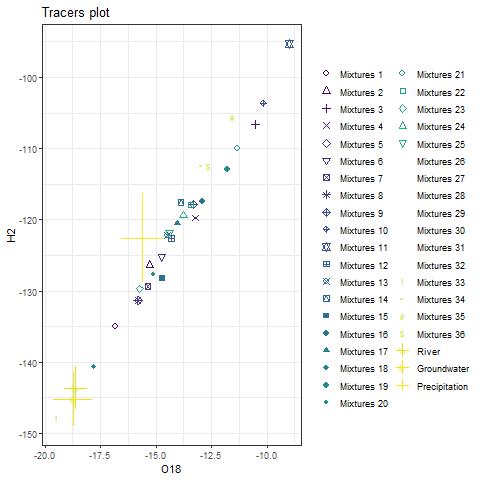 Tracers plot
-100
-110
-120
-130
-140
-150
H2
-20.0 -17.5 -15.0 -12.5 -10.0
O18
Mixtures 1 Mixtures 21
Mixtures 2 Mixtures 22
Mixtures 3 Mixtures 23
Mixtures 4 Mixtures 24
Mixtures 5 Mixtures 25
Mixtures 6 Mixtures 26
Mixtures 7 Mixtures 27
Mixtures 8 Mixtures 28
Mixtures 9 Mixtures 29
Mixtures 10 Mixtures 30
Mixtures 11 Mixtures 31
Mixtures 12 Mixtures 32
Mixtures 13 ! Mixtures 33
Mixtures 14 " Mixtures 34
Mixtures 15 # Mixtures 35
Mixtures 16 $ Mixtures 36
Mixtures 17 River
Mixtures 18 Groundwater
Mixtures 19 Precipitation
Mixtures 20